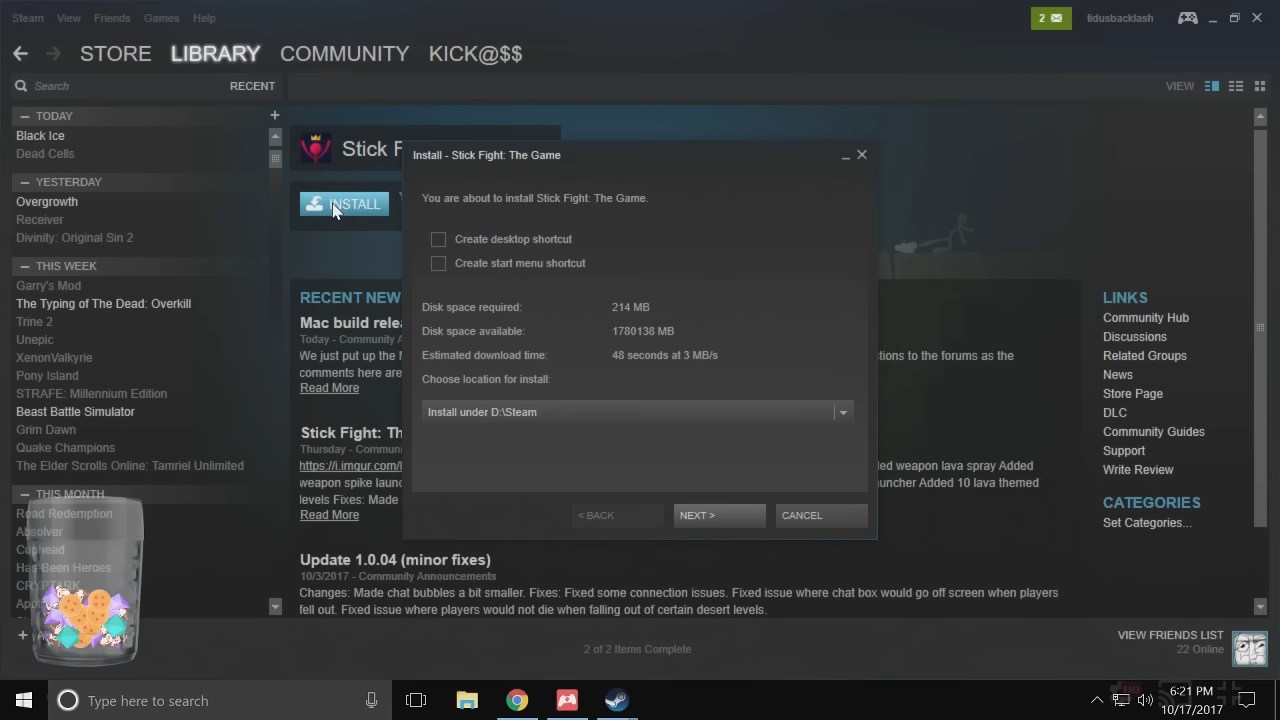 Steam View Friends Games Help
2 tidusbacklash
STORE LIBRARY COMMUNITY KICK@$$
Search RECENT VIEW
TODAY
Black Ice
Dead Cells
YESTERDAY
Overgrowth
Receiver
Divinity: Original Sin 2
THIS WEEK
Garry's Mod
The Typing of The Dead: Overkill
Trine 2
Unepic
XenonValkyrie
Pony Island
STRAFE: Millennium Edition
Beast Battle Simulator
Grim Dawn
Quake Champions
The Elder Scrolls Online: Tamriel Unlimited
THIS MONTH
Road Redemption
Absolver
Cuphead
Has-Been Heroes
CRYPTARK
Stick F
INSTALL
Install - Stick Fight: The Game
You are about to install Stick Fight: The Game.
Create desktop shortcut
Create start menu shortcut
Disk space required: 214 MB
Disk space available: 1780138 MB
Estimated download time: 48 seconds at 3 MB/s
Choose location for install:
Install under D:\Steam
< BACK NEXT > CANCEL
RECENT NEW
Mac build relea
Today - Community A
We just put up the M ctions to the forums as the
comments here are
Read More
Stick Fight: Th
Thursday - Commun
https://i.imgur.com/ ed weapon lava spray Added
weapon spike launc uncher Added 10 lava themed
levels Fixes: Made
Read More
Update 1.0.04 (minor fixes)
10/3/2017 - Community Announcements
Changes: Made chat bubbles a bit smaller. Fixes: Fixed some connection issues. Fixed issue where chat box would go off screen when players
fell out. Fixed issue where players would not die when falling out of certain desert levels.
LINKS
Community Hub
Discussions
Related Groups
News
Store Page
DLC
Community Guides
Support
Write Review
CATEGORIES
Set Categories...
2 of 2 Items Complete
VIEW FRIENDS LIST
22 Online
Type here to search
6:21 PM
10/17/2017